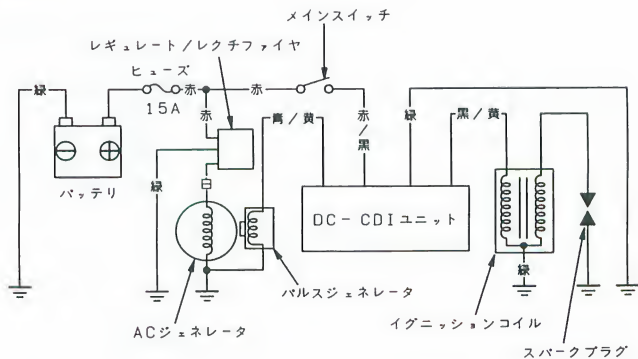 メインスイッチ
レギュレート/レクチファイヤ
ヒューズ
15A
赤
赤
赤
緑
青/黄
赤/黒
緑
黒/黄
バッテリ
緑
白
DC-CDIユニット
緑
パルスジェネレータ
ACジェネレータ
イグニッションコイル
スパークプラグ